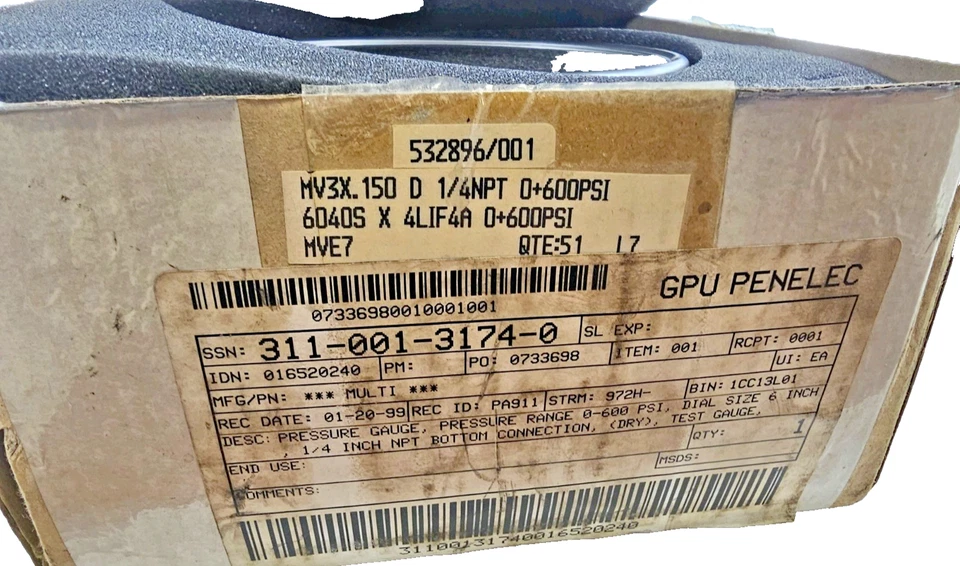 532896/001
MV3X.150 D 1/4NPT 0+600PSI
6040S X 4LIF4A 0+600PSI
MVE7 QTE:51 L7
GPU PENELEC
07336980010001001
SSN: 311-001-3174-0 SL EXP:
IDN: 016520240 PM: PO: 0733698 ITEM: 001 RCPT: 0001
MFG/PN: *** MULTI *** UI: EA
REC DATE: 01-20-99 REC ID: PA911 STRM: 972H- BIN: 1CC13L01
DESC: PRESSURE GAUGE, PRESSURE RANGE 0-600 PSI, DIAL SIZE 6 INCH
, 1/4 INCH NPT BOTTOM CONNECTION, (DRY), TEST GAUGE,
QTY: 1
END USE: MSDS: -
COMMENTS:
31100131740016520240